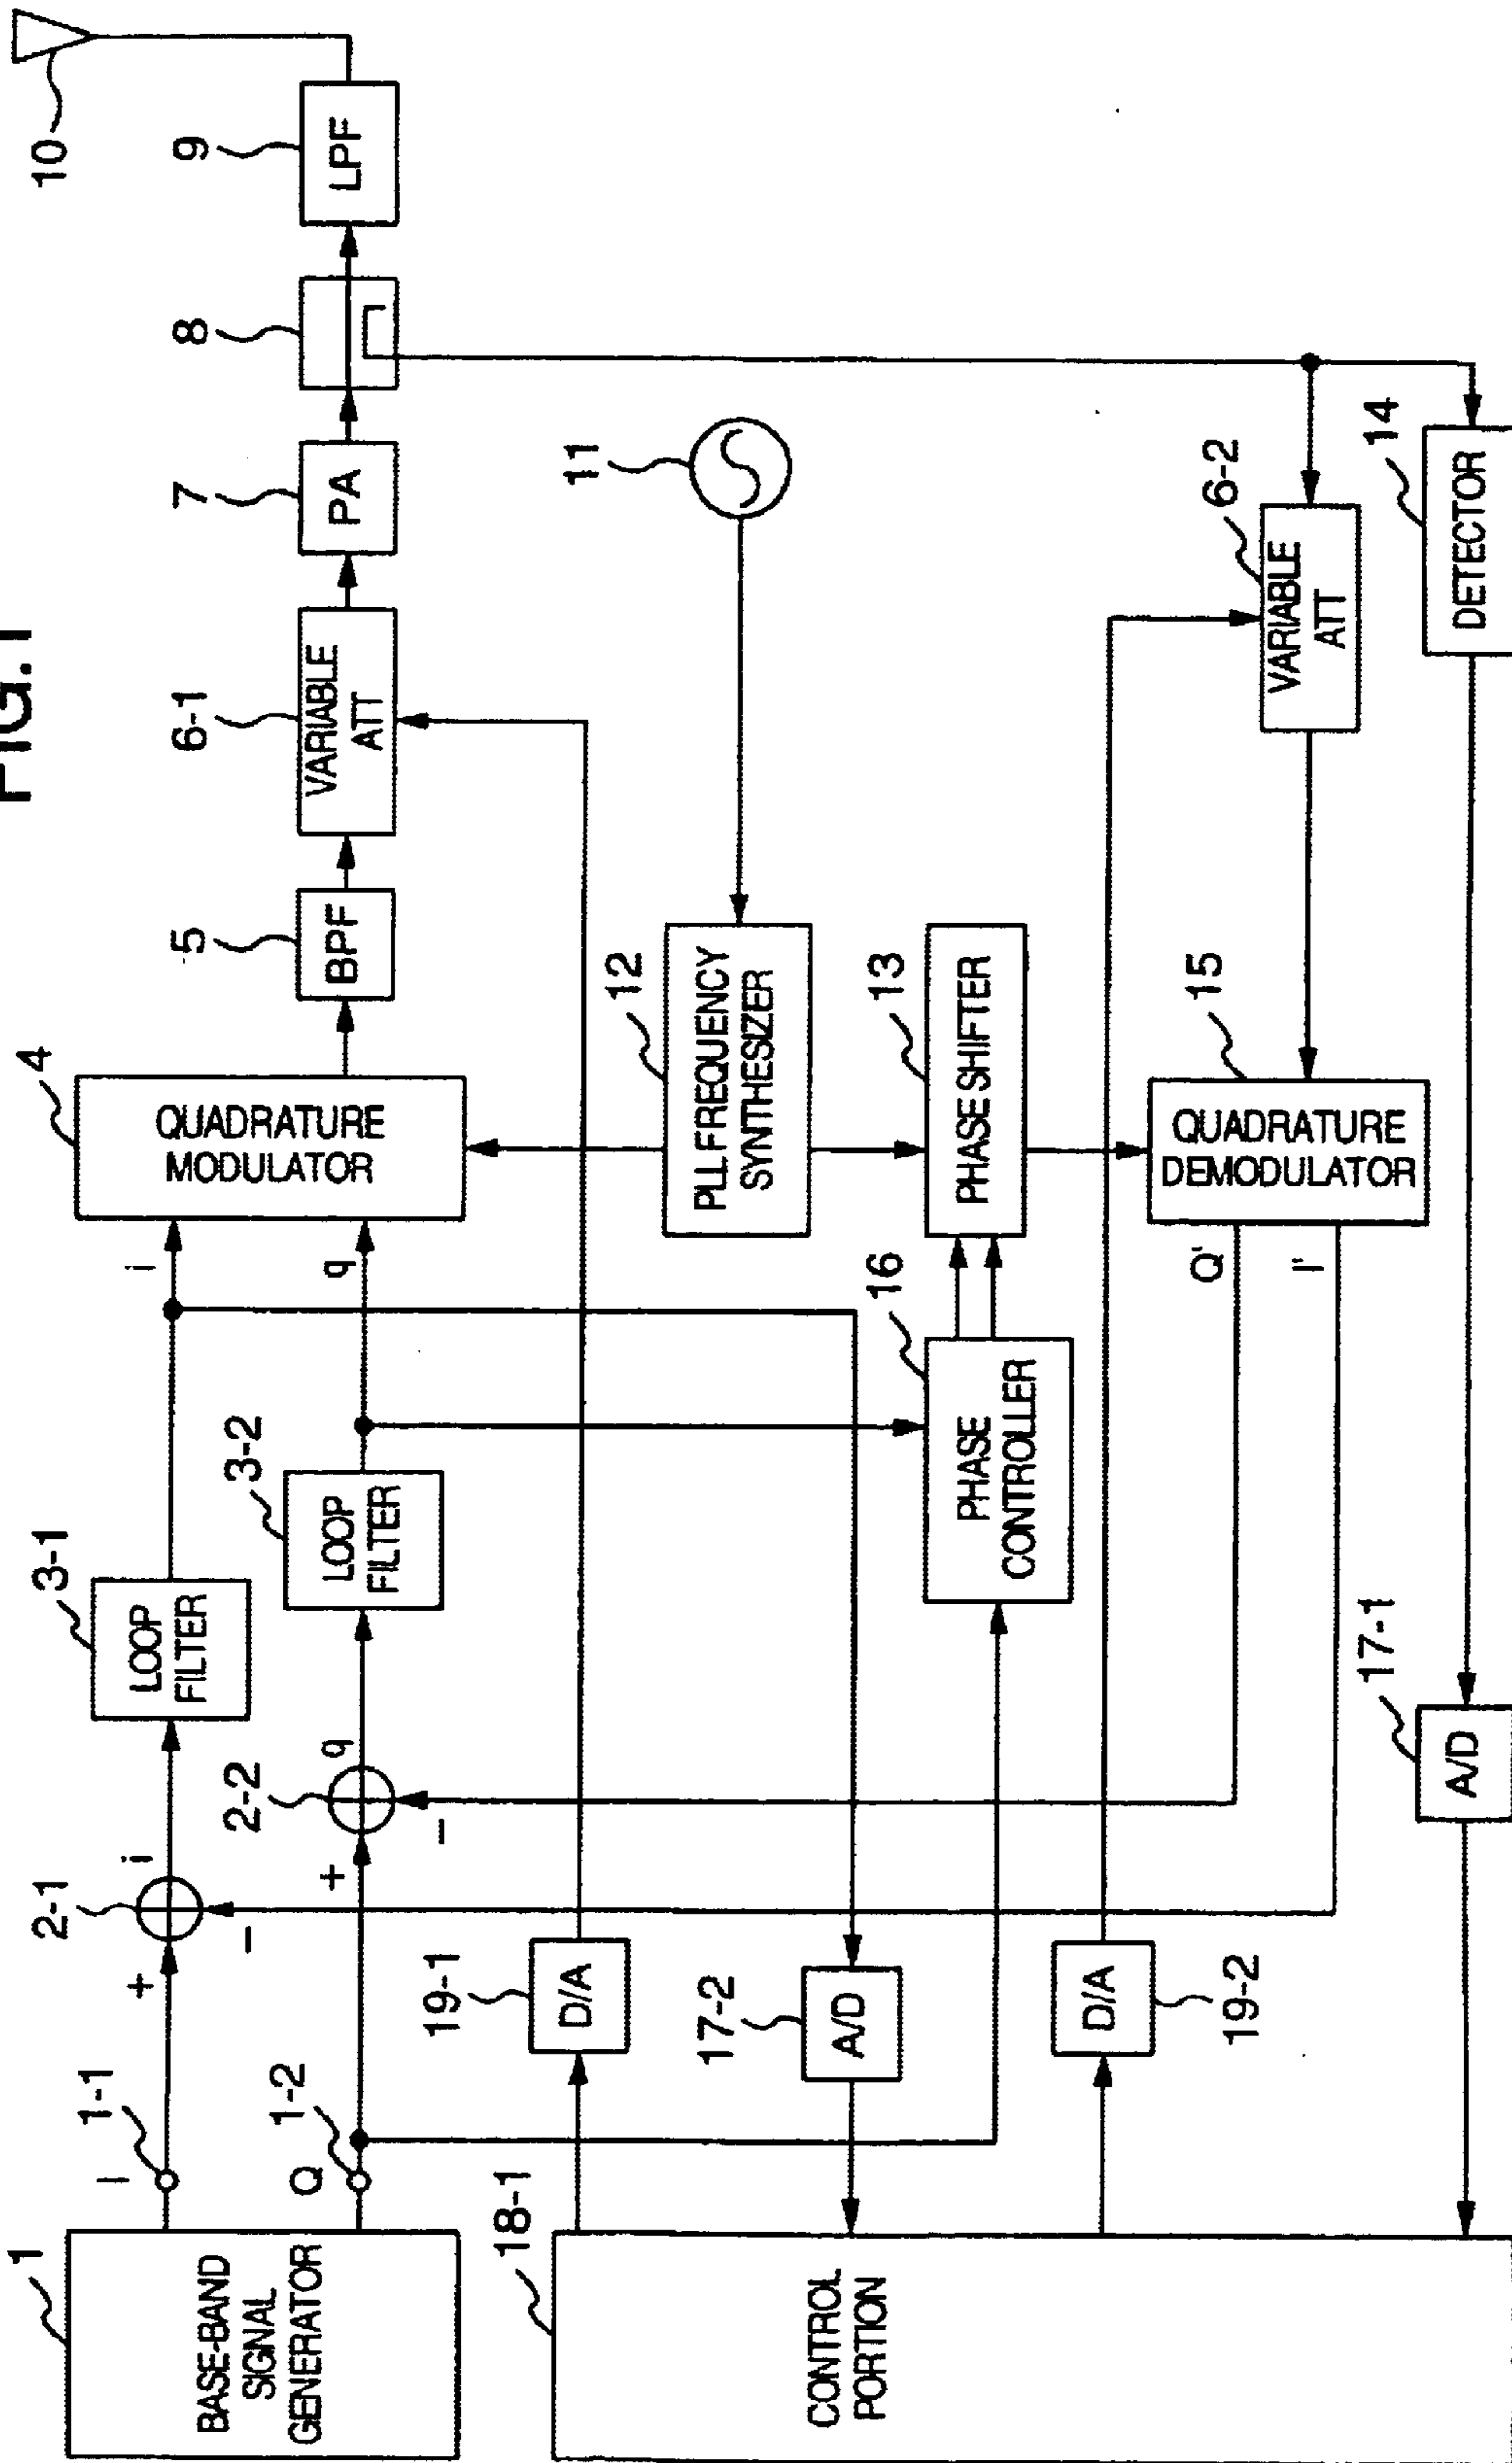 FIG.1
1
BASE-BAND
SIGNAL
GENERATOR
I
1-1
Q
1-2
+
2-1
i
-
+
2-2
q
-
3-1
LOOP
FILTER
3-2
LOOP
FILTER
i
q
4
QUADRATURE
MODULATOR
5
BPF
6-1
VARIABLE
ATT
7
PA
8
9
LPF
10
11
12
PLL FREQUENCY
SYNTHESIZER
13
PHASE SHIFTER
16
PHASE
CONTROLLER
15
QUADRATURE
DEMODULATOR
Q'
I'
6-2
VARIABLE
ATT
14
DETECTOR
17-1
A/D
19-1
D/A
17-2
A/D
19-2
D/A
18-1
CONTROL
PORTION